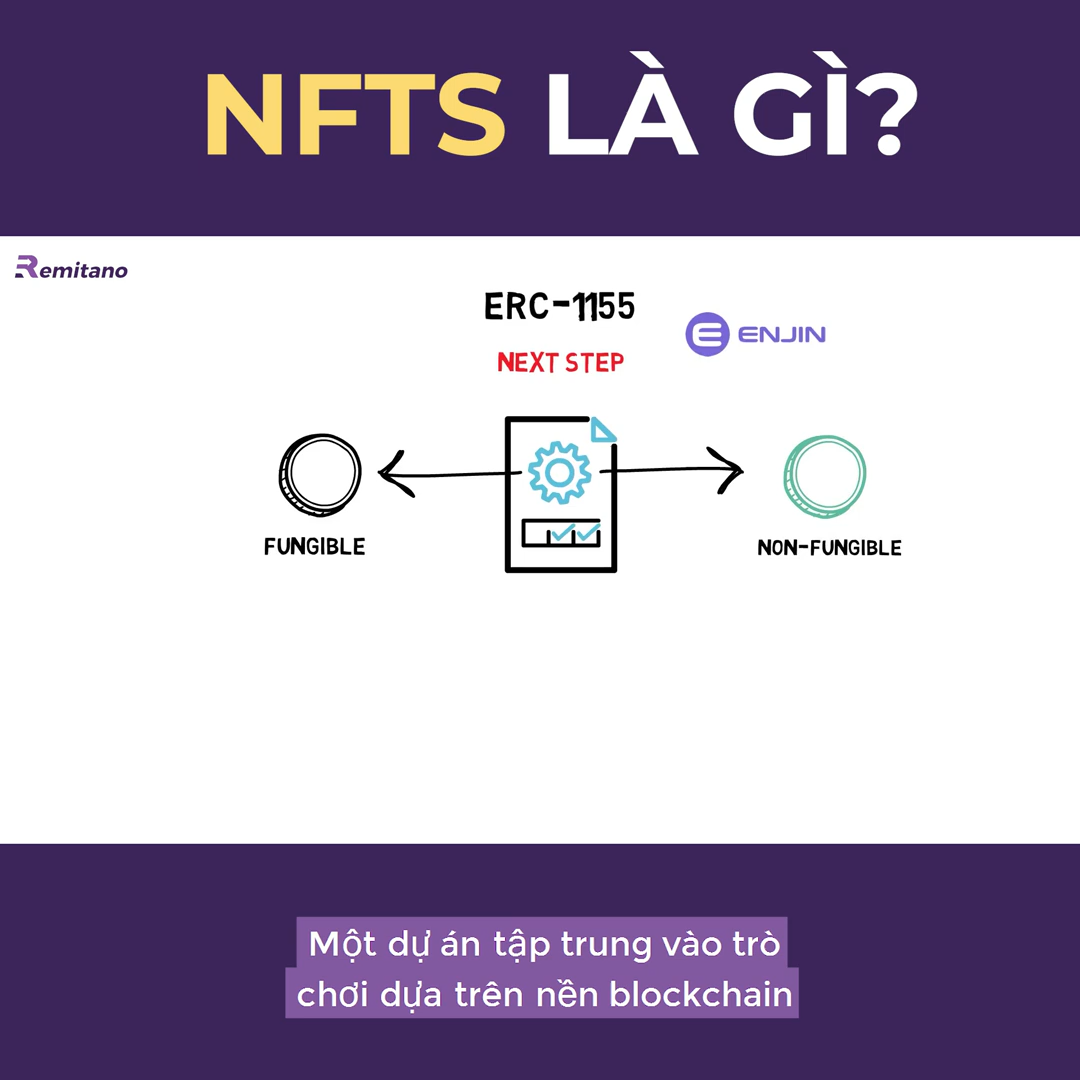 NFTS LÀ GÌ?
Remitano
ERC-1155
ENJIN
NEXT STEP
FUNGIBLE
NON-FUNGIBLE
Một dự án tập trung vào trò
chơi dựa trên nền blockchain